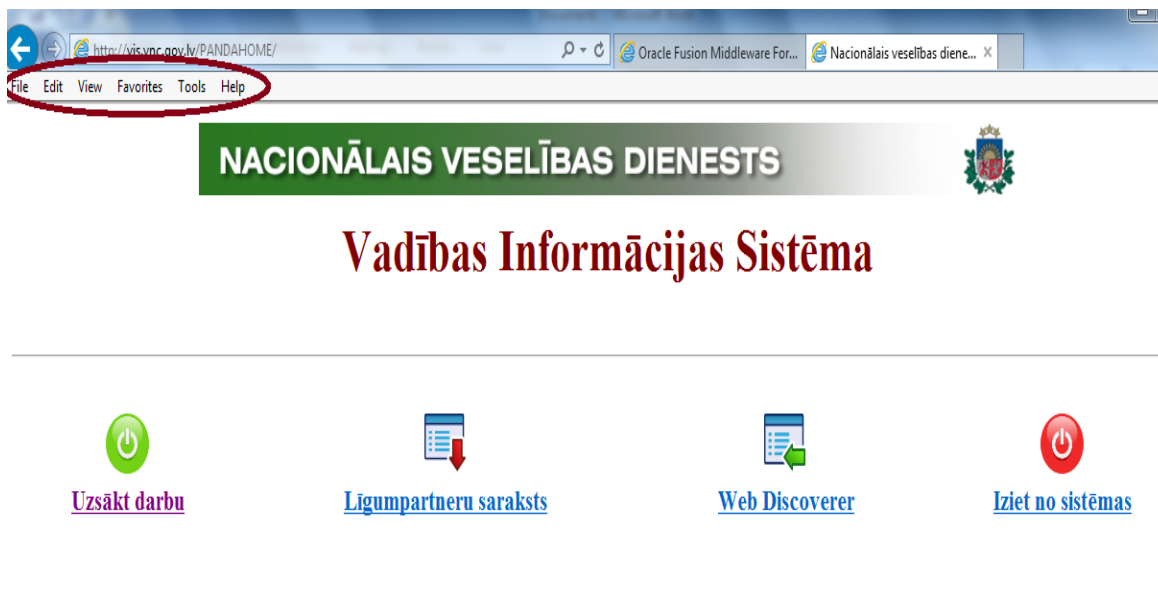 http://vis.vnc.gov.lv/PANDAHOME/
Oracle Fusion Middleware For...
Nacionālais veselības diene...
File Edit View Favorites Tools Help
NACIONĀLAIS VESELĪBAS DIENESTS
Vadības Informācijas Sistēma
Uzsākt darbu
Līgumpartneru saraksts
Web Discoverer
Iziet no sistēmas